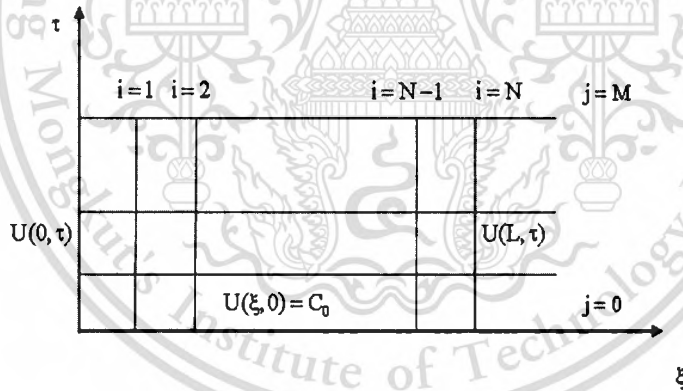 τ
i=1 i=2 i=N-1 i=N j=M
U(0,τ) U(L,τ)
U(ξ,0)=C₀ j=0
ξ
Mongkut's Institute of Technology